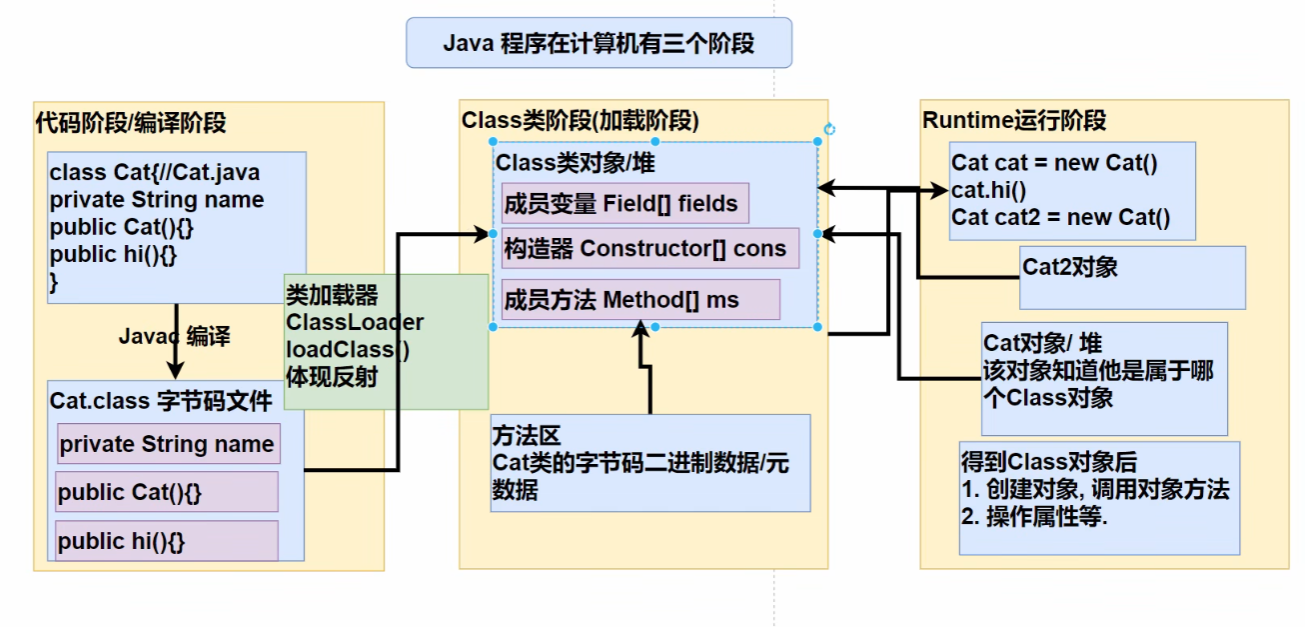 Java 程序在计算机有三个阶段
代码阶段/编译阶段
class Cat{//Cat.java
private String name
public Cat(){}
public hi(){}
}
Javac 编译
Cat.class 字节码文件
private String name
public Cat(){}
public hi(){}
类加载器
ClassLoader
loadClass()
体现反射
Class类阶段(加载阶段)
Class类对象/堆
成员变量 Field[] fields
构造器 Constructor[] cons
成员方法 Method[] ms
方法区
Cat类的字节码二进制数据/元
数据
Runtime运行阶段
Cat cat = new Cat()
cat.hi()
Cat cat2 = new Cat()
Cat2对象
Cat对象/ 堆
该对象知道他是属于哪
个Class对象
得到Class对象后
1. 创建对象, 调用对象方法
2. 操作属性等.